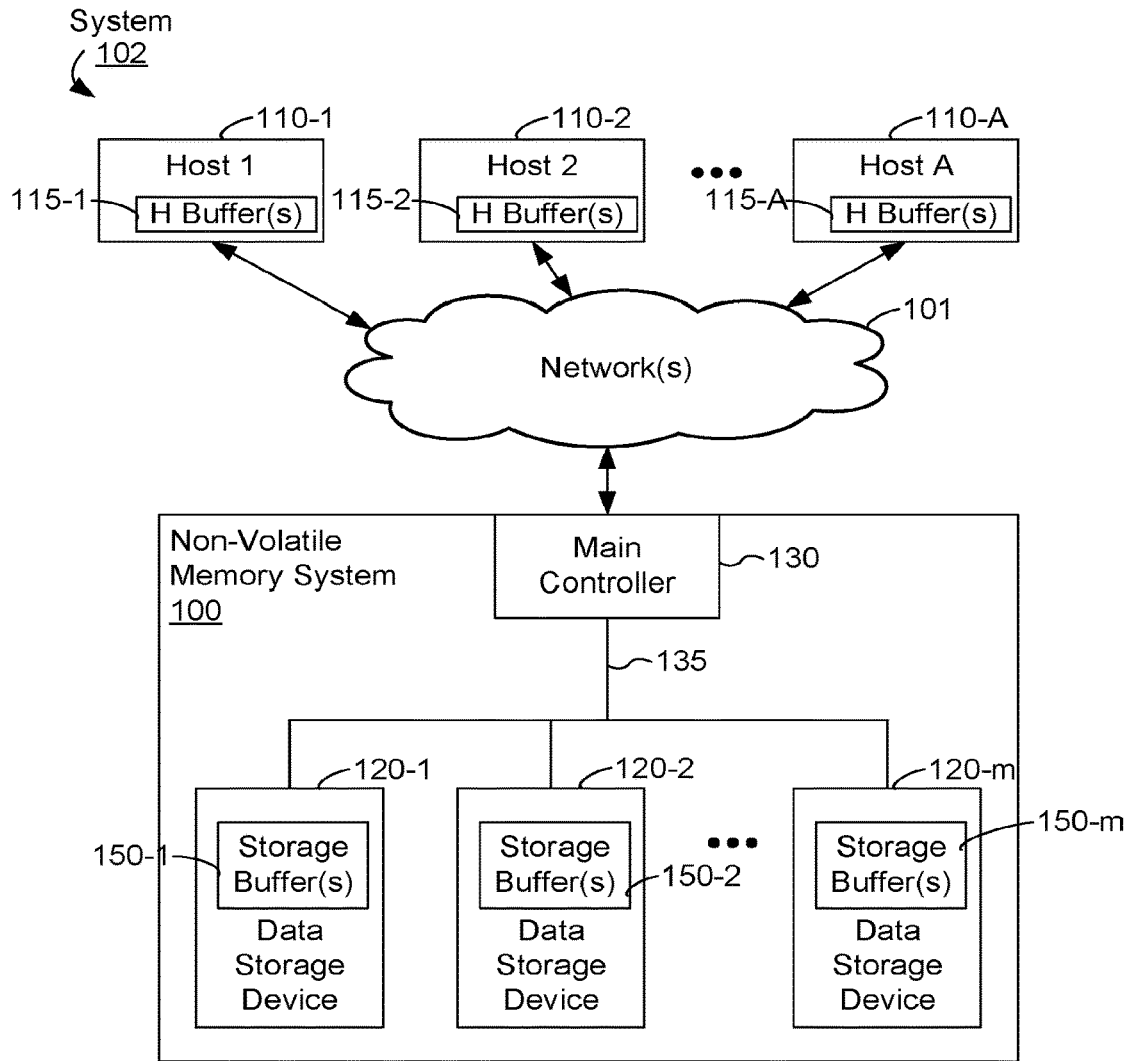 System
102
110-1
110-2
110-A
Host 1
Host 2
Host A
115-1
H Buffer(s)
115-2
H Buffer(s)
115-A
H Buffer(s)
101
Network(s)
Non-Volatile
Memory System
100
Main
Controller
130
135
120-1
120-2
120-m
150-1
Storage
Buffer(s)
Data
Storage
Device
Storage
Buffer(s)
150-2
Data
Storage
Device
150-m
Storage
Buffer(s)
Data
Storage
Device